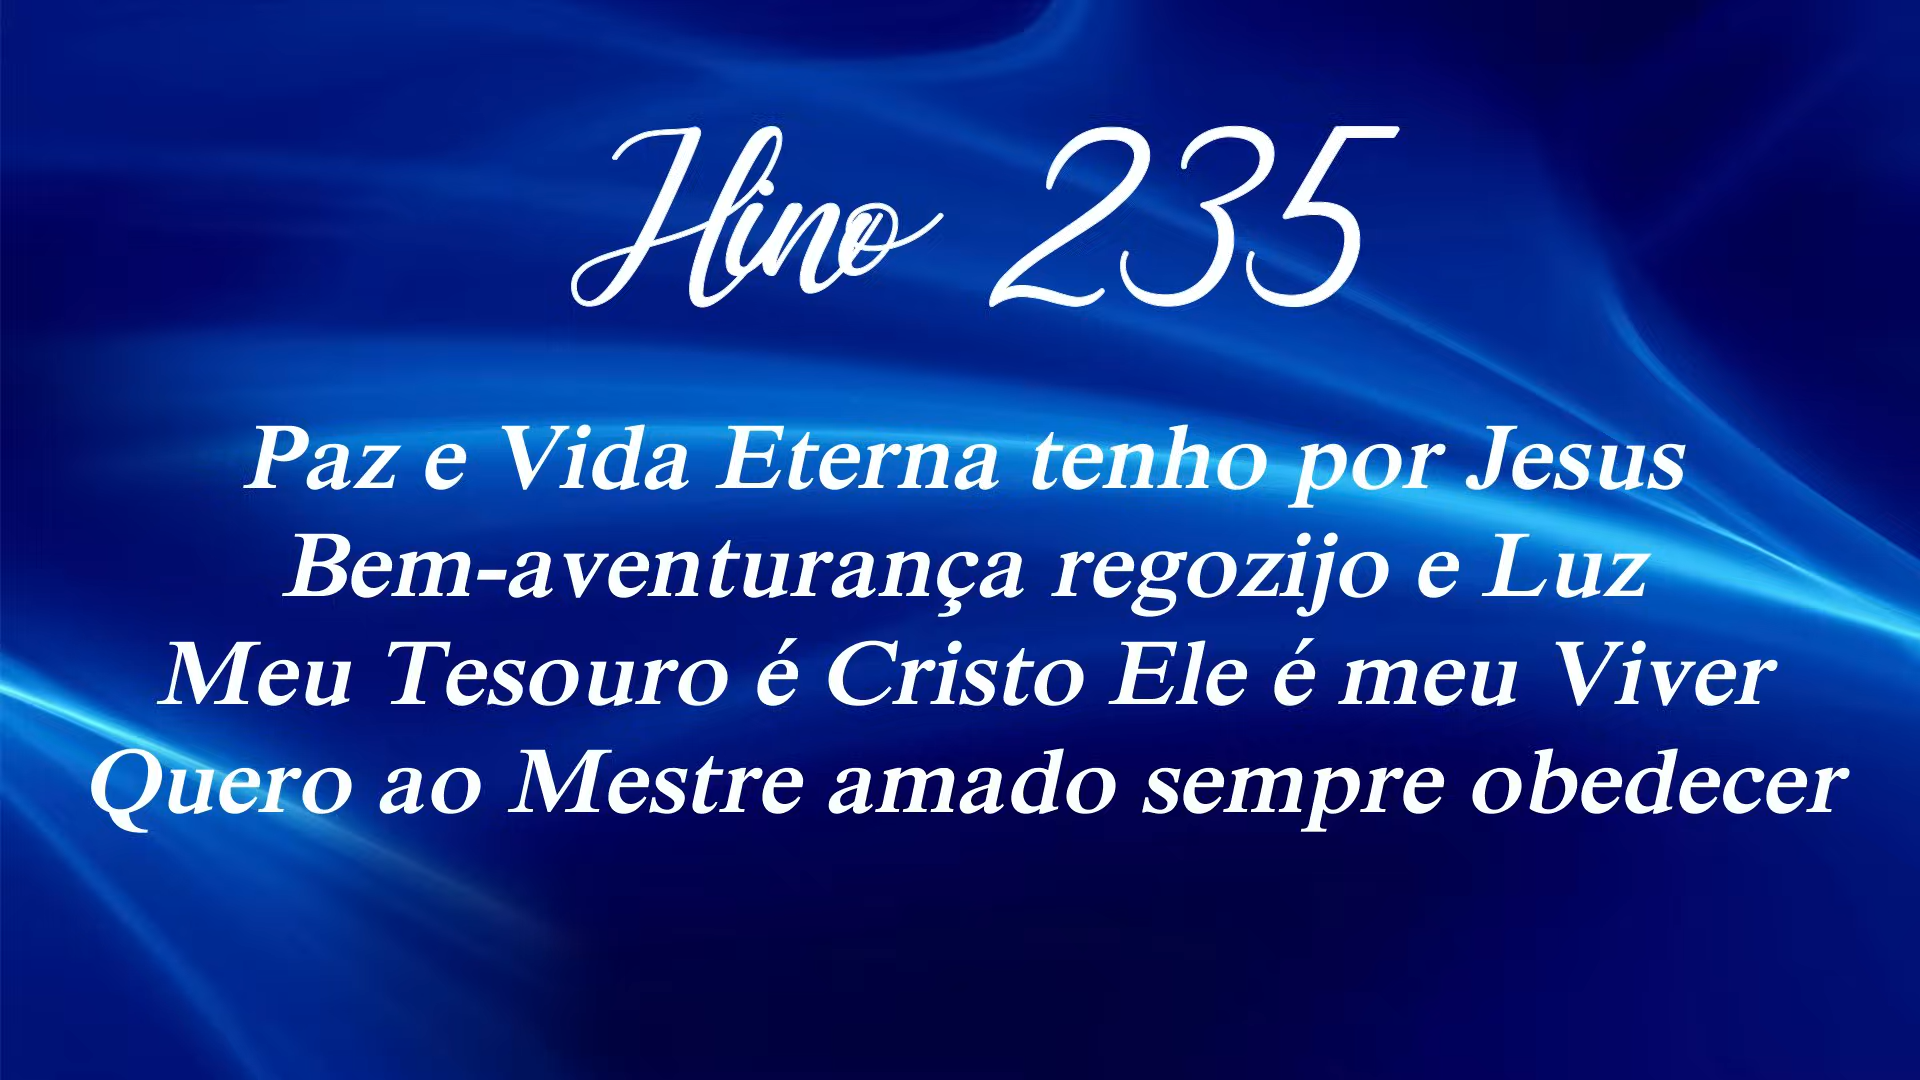 Hino 235
Paz e Vida Eterna tenho por Jesus
Bem-aventurança regozijo e Luz
Meu Tesouro é Cristo Ele é meu Viver
Quero ao Mestre amado sempre obedecer